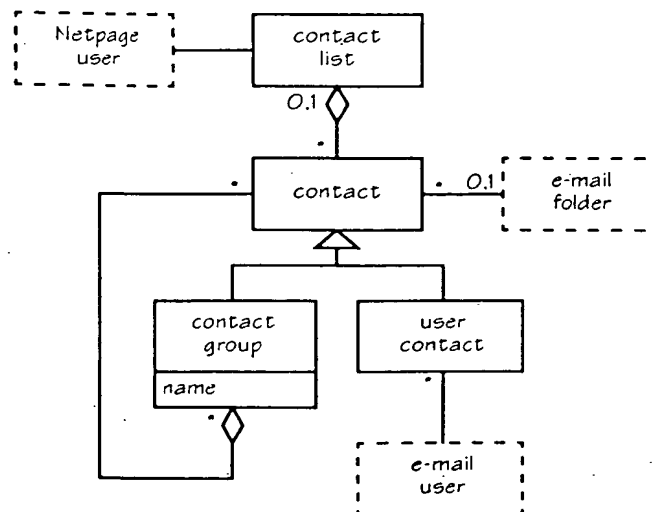 Netpage
user
contact
list
0.1
*
*
contact
*
0.1
e-mail
folder
contact
group
name
*
user
contact
*
e-mail
user